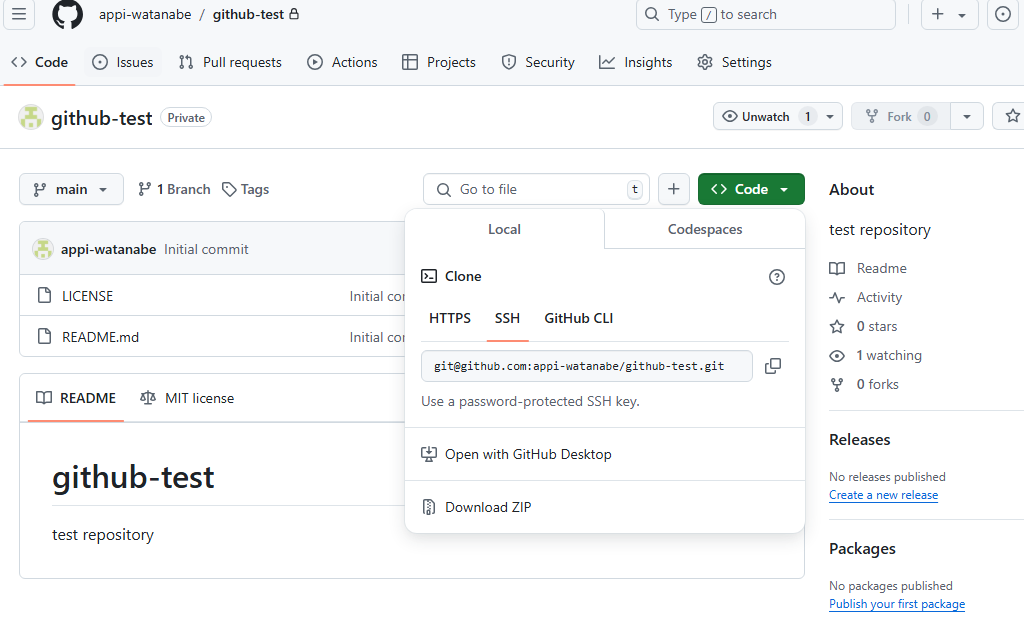 appi-watanabe / github-test
Type / to search
Code
Issues
Pull requests
Actions
Projects
Security
Insights
Settings
github-test Private
Unwatch 1
Fork 0
main
1 Branch
Tags
Go to file t
Code
appi-watanabe Initial commit
LICENSE Initial cor
README.md Initial cor
README
MIT license
github-test
test repository
Local
Codespaces
Clone
HTTPS
SSH
GitHub CLI
git@github.com:appi-watanabe/github-test.git
Use a password-protected SSH key.
Open with GitHub Desktop
Download ZIP
About
test repository
Readme
Activity
0 stars
1 watching
0 forks
Releases
No releases published
Create a new release
Packages
No packages published
Publish your first package